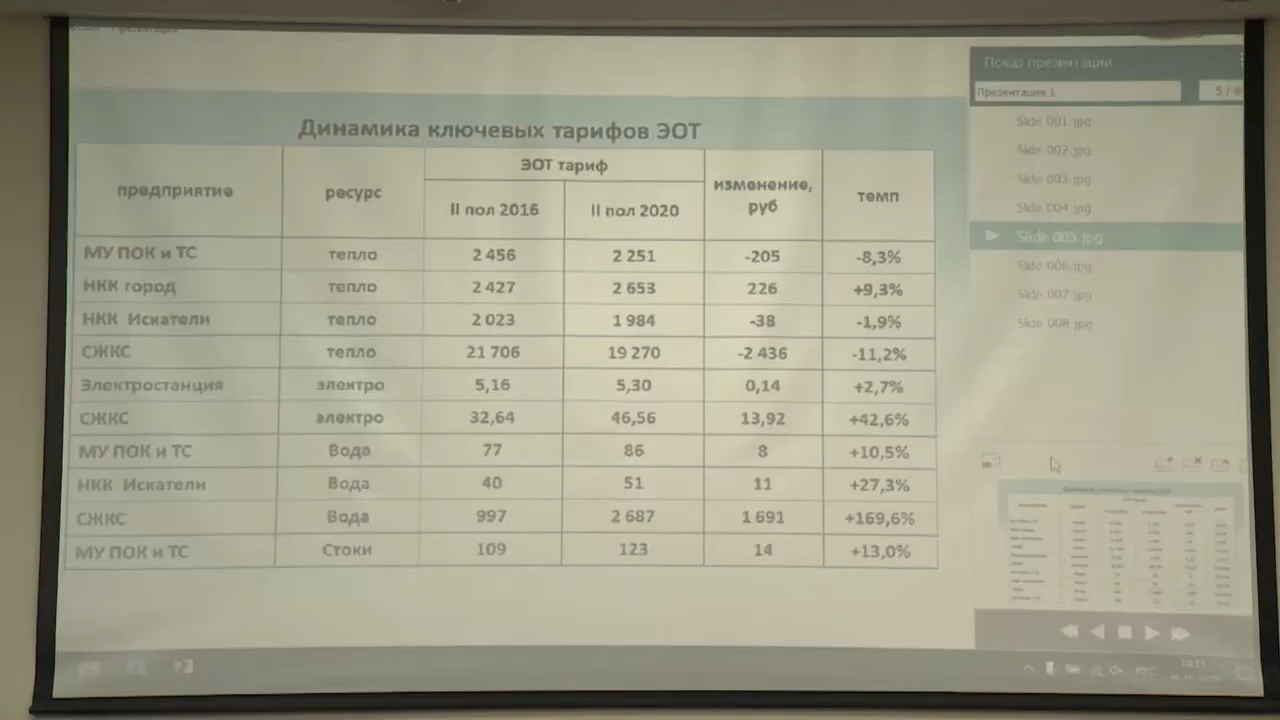 Динамика ключевых тарифов ЭОТ
предприятие ресурс ЭОТ тариф изменение, руб темп
II пол 2016 II пол 2020
МУ ПОК и ТС тепло 2 456 2 251 -205 -8,3%
НКК город тепло 2 427 2 653 226 +9,3%
НКК Искатели тепло 2 023 1 984 -38 -1,9%
СЖКС тепло 21 706 19 270 -2 436 -11,2%
Электростанция электро 5,16 5,30 0,14 +2,7%
СЖКС электро 32,64 46,56 13,92 +42,6%
МУ ПОК и ТС Вода 77 86 8 +10,5%
НКК Искатели Вода 40 51 11 +27,3%
СЖКС Вода 997 2 687 1 691 +169,6%
МУ ПОК и ТС Стоки 109 123 14 +13,0%
Показ презентации
Презентация 1 5 / 8
Slide 001.jpg
Slide 002.jpg
Slide 003.jpg
Slide 004.jpg
Slide 005.jpg
Slide 006.jpg
Slide 007.jpg
Slide 008.jpg
РУС